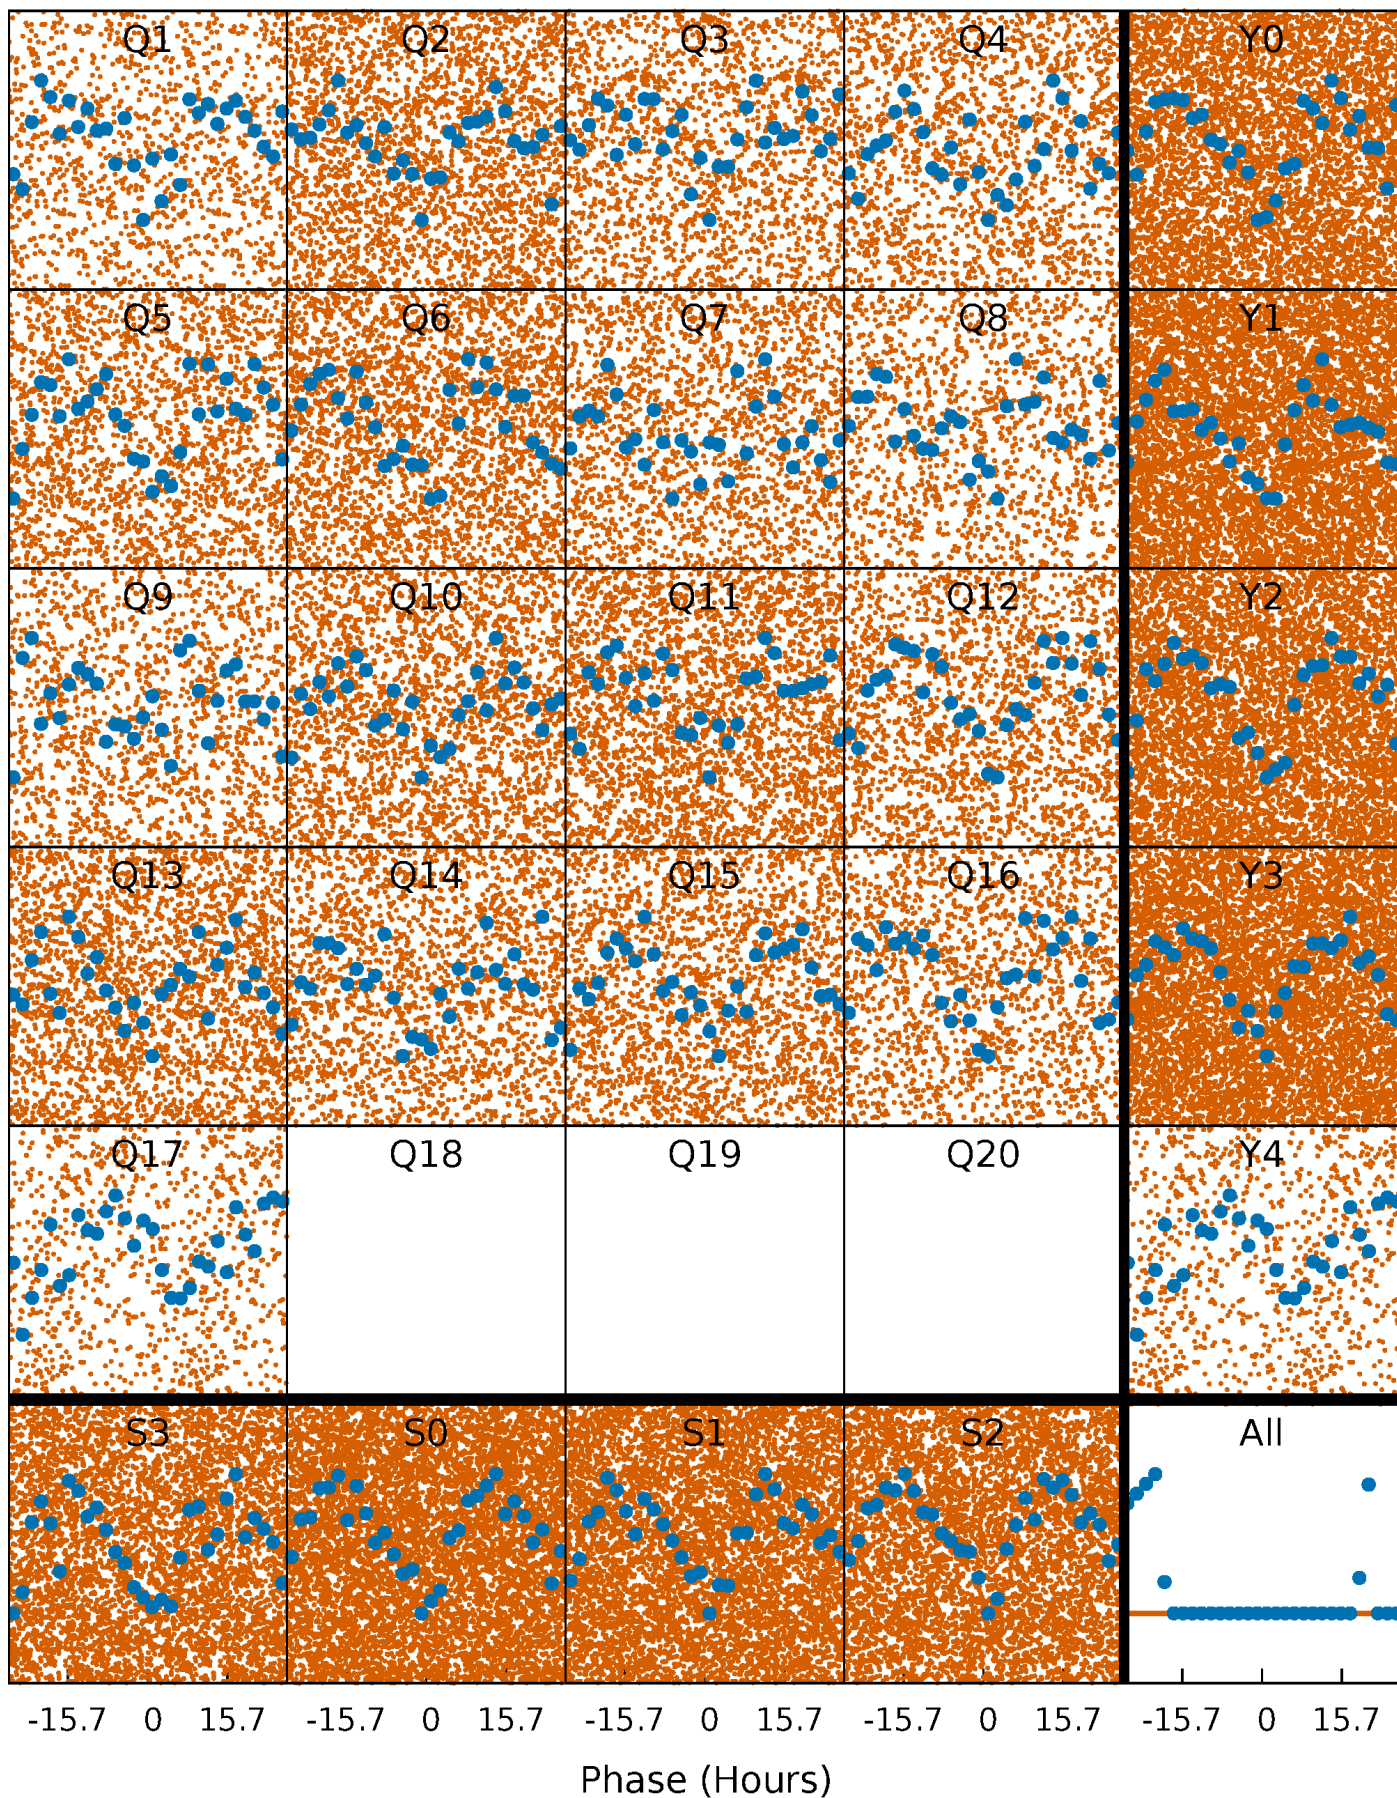 Q1 Q2 Q3 Q4 Y0
Q5 Q6 Q7 Q8 Y1
Q9 Q10 Q11 Q12 Y2
Q13 Q14 Q15 Q16 Y3
Q17 Q18 Q19 Q20 Y4
S3 S0 S1 S2 All
-15.7 0 15.7 -15.7 0 15.7 -15.7 0 15.7 -15.7 0 15.7 -15.7 0 15.7
Phase (Hours)